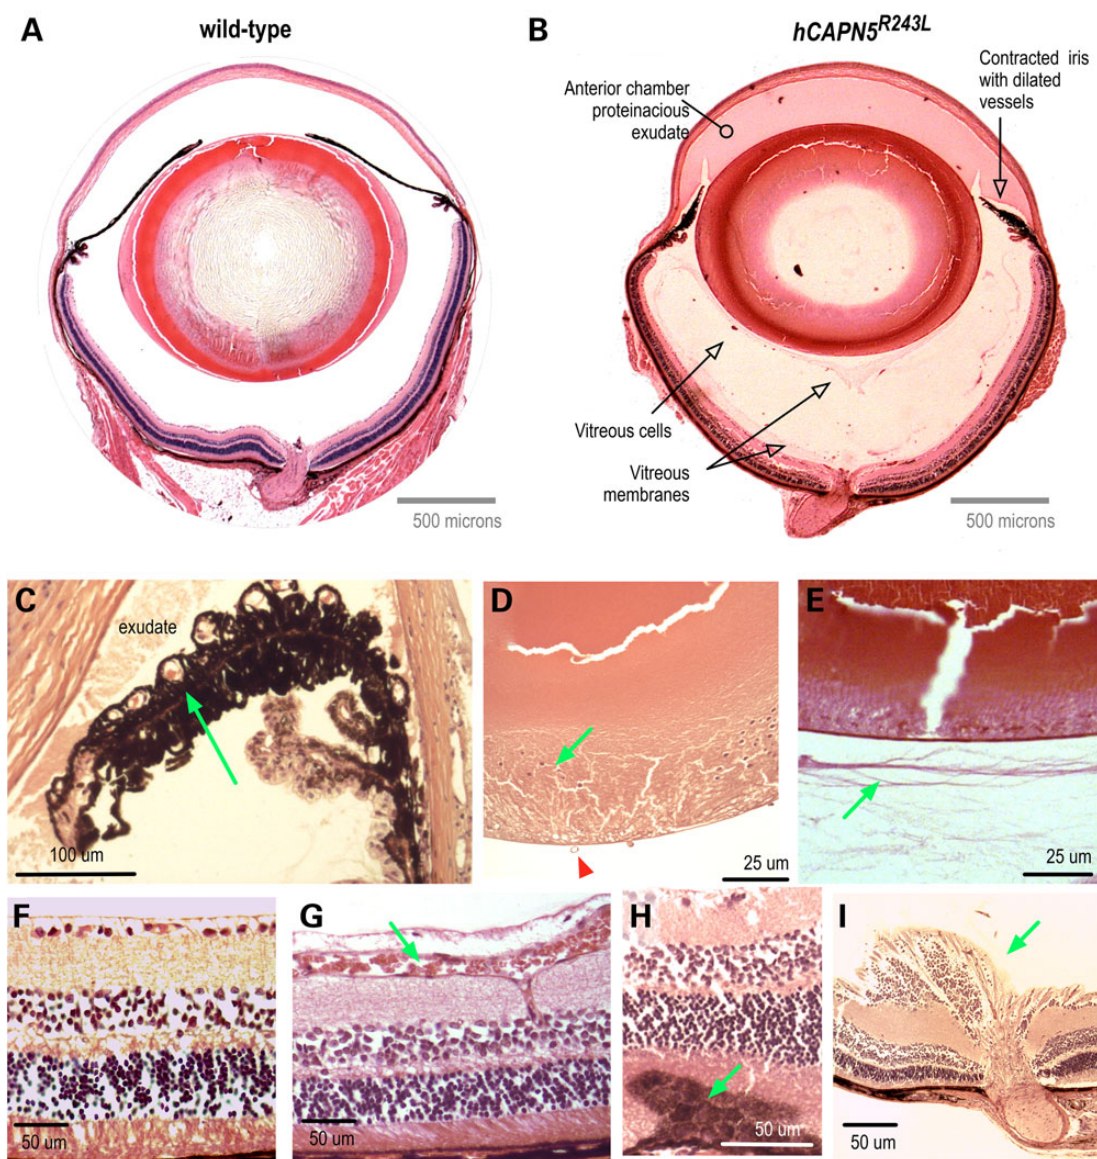 A
wild-type
B
hCAPN5R243L
Anterior chamber
proteinacious
exudate
Contracted iris
with dilated
vessels
Vitreous cells
Vitreous
membranes
500 microns
500 microns
C
exudate
100 um
D
25 um
E
25 um
F
50 um
G
50 um
H
50 um
I
50 um